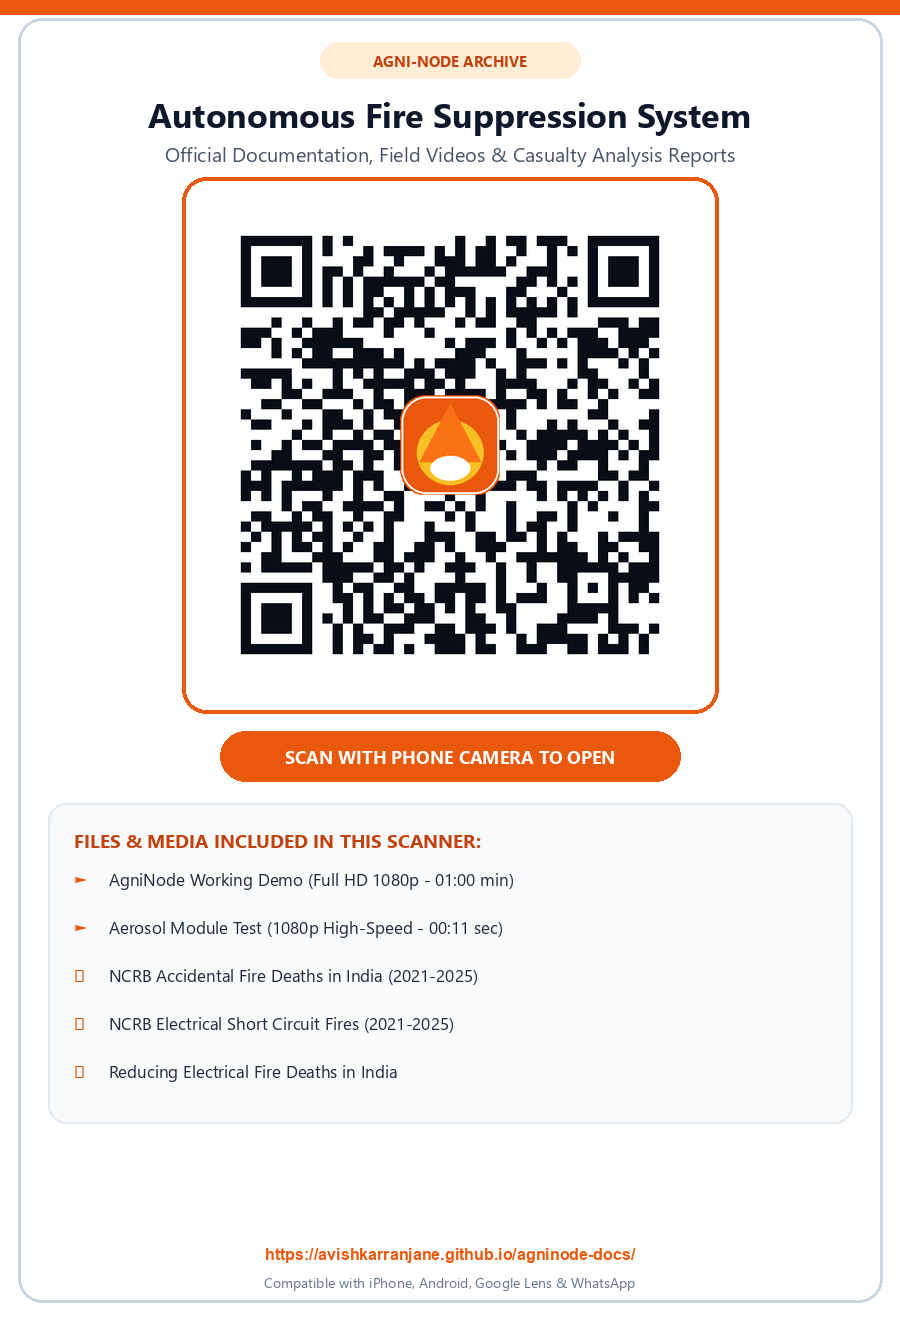 AGNI-NODE ARCHIVE
Autonomous Fire Suppression System
Official Documentation, Field Videos & Casualty Analysis Reports
SCAN WITH PHONE CAMERA TO OPEN
FILES & MEDIA INCLUDED IN THIS SCANNER:
► AgniNode Working Demo (Full HD 1080p - 01:00 min)
► Aerosol Module Test (1080p High-Speed - 00:11 sec)
NCRB Accidental Fire Deaths in India (2021-2025)
NCRB Electrical Short Circuit Fires (2021-2025)
Reducing Electrical Fire Deaths in India
https://avishkarranjane.github.io/agninode-docs/
Compatible with iPhone, Android, Google Lens & WhatsApp